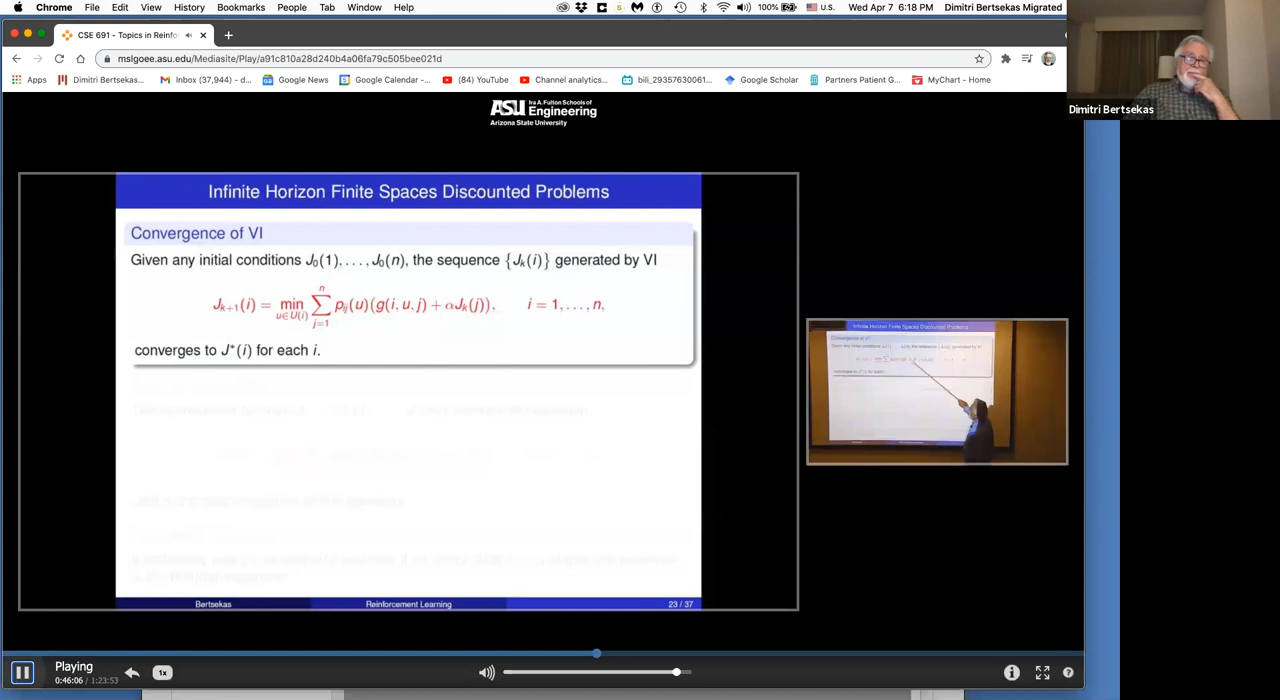 Chrome File Edit View History Bookmarks People Tab Window Help 100% U.S. Wed Apr 7 6:18 PM Dimitri Bertsekas Migrated
CSE 691 - Topics in Reinfo
mslgoee.asu.edu/Mediasite/Play/a91c810a28d240b4a06fa79c505bee021d
Apps Dimitri Bertsekas... Inbox (37,944) - d... Google News Google Calendar -... (84) YouTube Channel analytics... bili_29357630061... Google Scholar Partners Patient G... MyChart - Home
Dimitri Bertsekas
ASU Ira A. Fulton Schools of
Engineering
Arizona State University
Infinite Horizon Finite Spaces Discounted Problems
Convergence of VI
Given any initial conditions J₀(1), . . . , J₀(n), the sequence {Jₖ(i)} generated by VI
Jₖ₊₁(i) = min_{u∈U(i)} ∑_{j=1}^{n} p_{ij}(u)(g(i, u, j) + αJₖ(j)), i = 1, . . . , n,
converges to J*(i) for each i.
Bertsekas Reinforcement Learning 23 / 37
Playing
0:46:06 / 1:23:53
1x